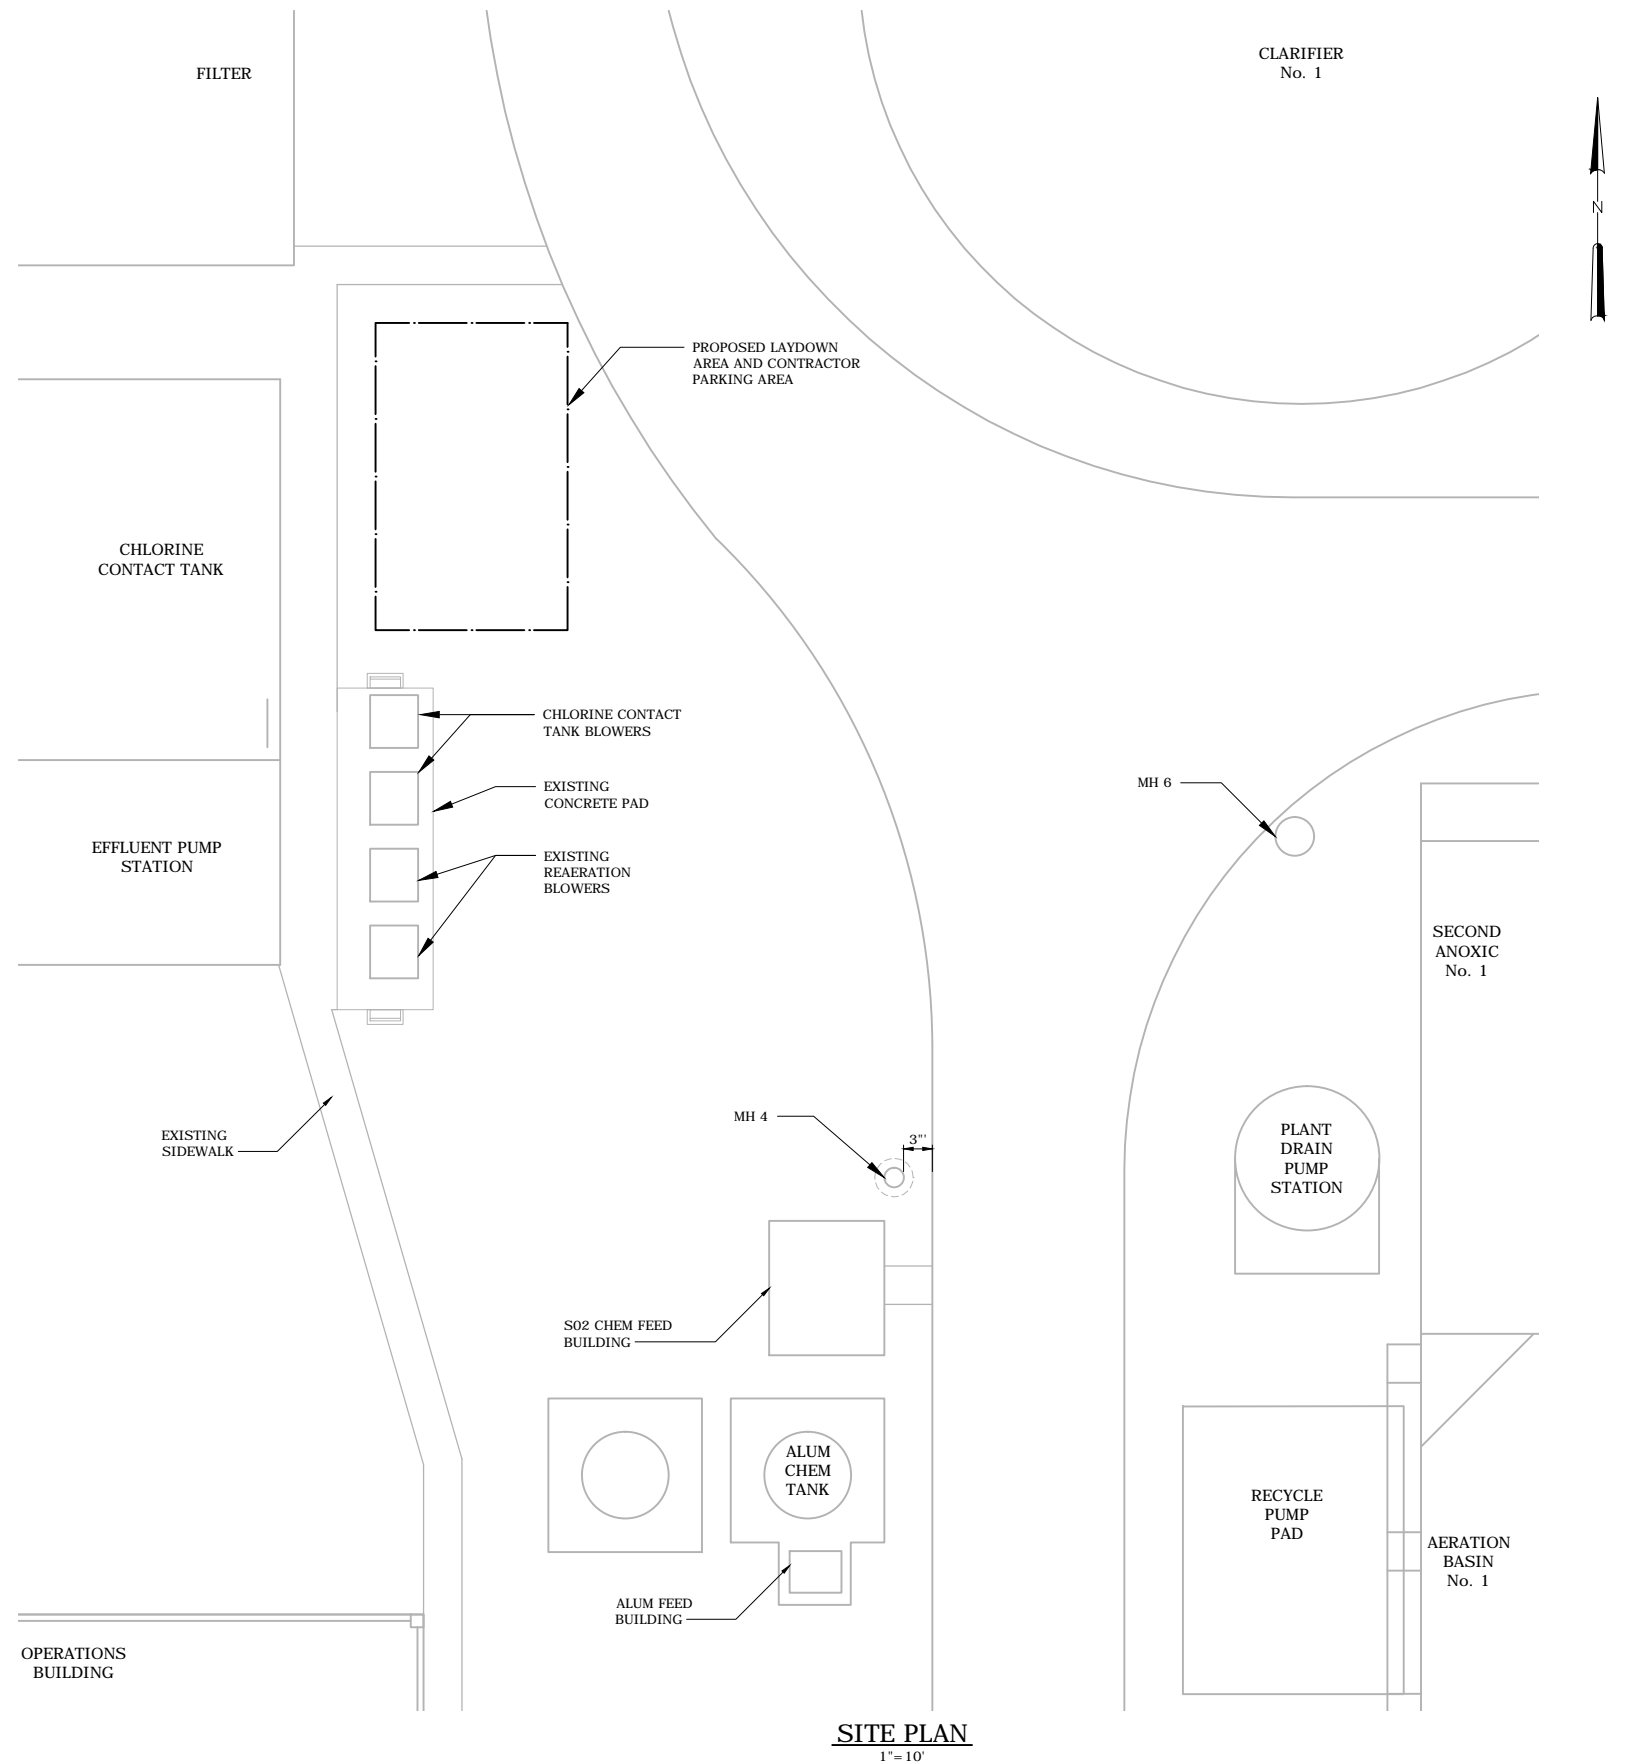 FILTER
CLARIFIER
No. 1
N
PROPOSED LAYDOWN
AREA AND CONTRACTOR
PARKING AREA
CHLORINE
CONTACT TANK
CHLORINE CONTACT
TANK BLOWERS
EXISTING
CONCRETE PAD
MH 6
EFFLUENT PUMP
STATION
EXISTING
REAERATION
BLOWERS
SECOND
ANOXIC
No. 1
EXISTING
SIDEWALK
MH 4
3"'
PLANT
DRAIN
PUMP
STATION
S02 CHEM FEED
BUILDING
ALUM
CHEM
TANK
RECYCLE
PUMP
PAD
AERATION
BASIN
No. 1
ALUM FEED
BUILDING
OPERATIONS
BUILDING
SITE PLAN
1"=10'